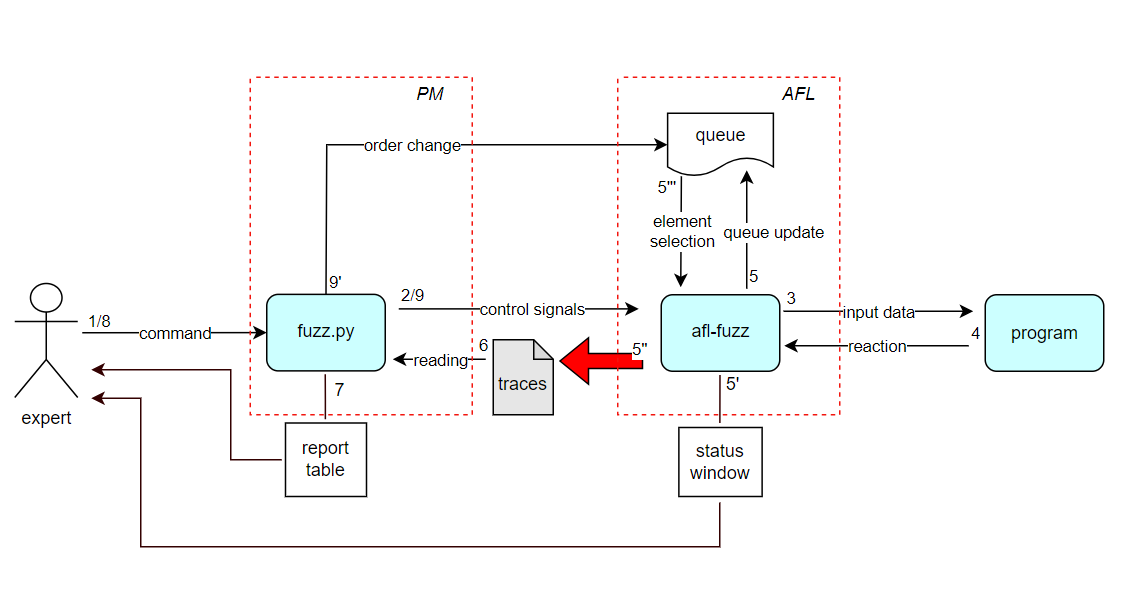 PM
AFL
queue
order change
5'''
element
selection
queue update
9'
5
2/9
3
1/8
command
fuzz.py
control signals
afl-fuzz
input data
program
4
6
5''
reading
reaction
traces
7
5'
expert
report
table
status
window